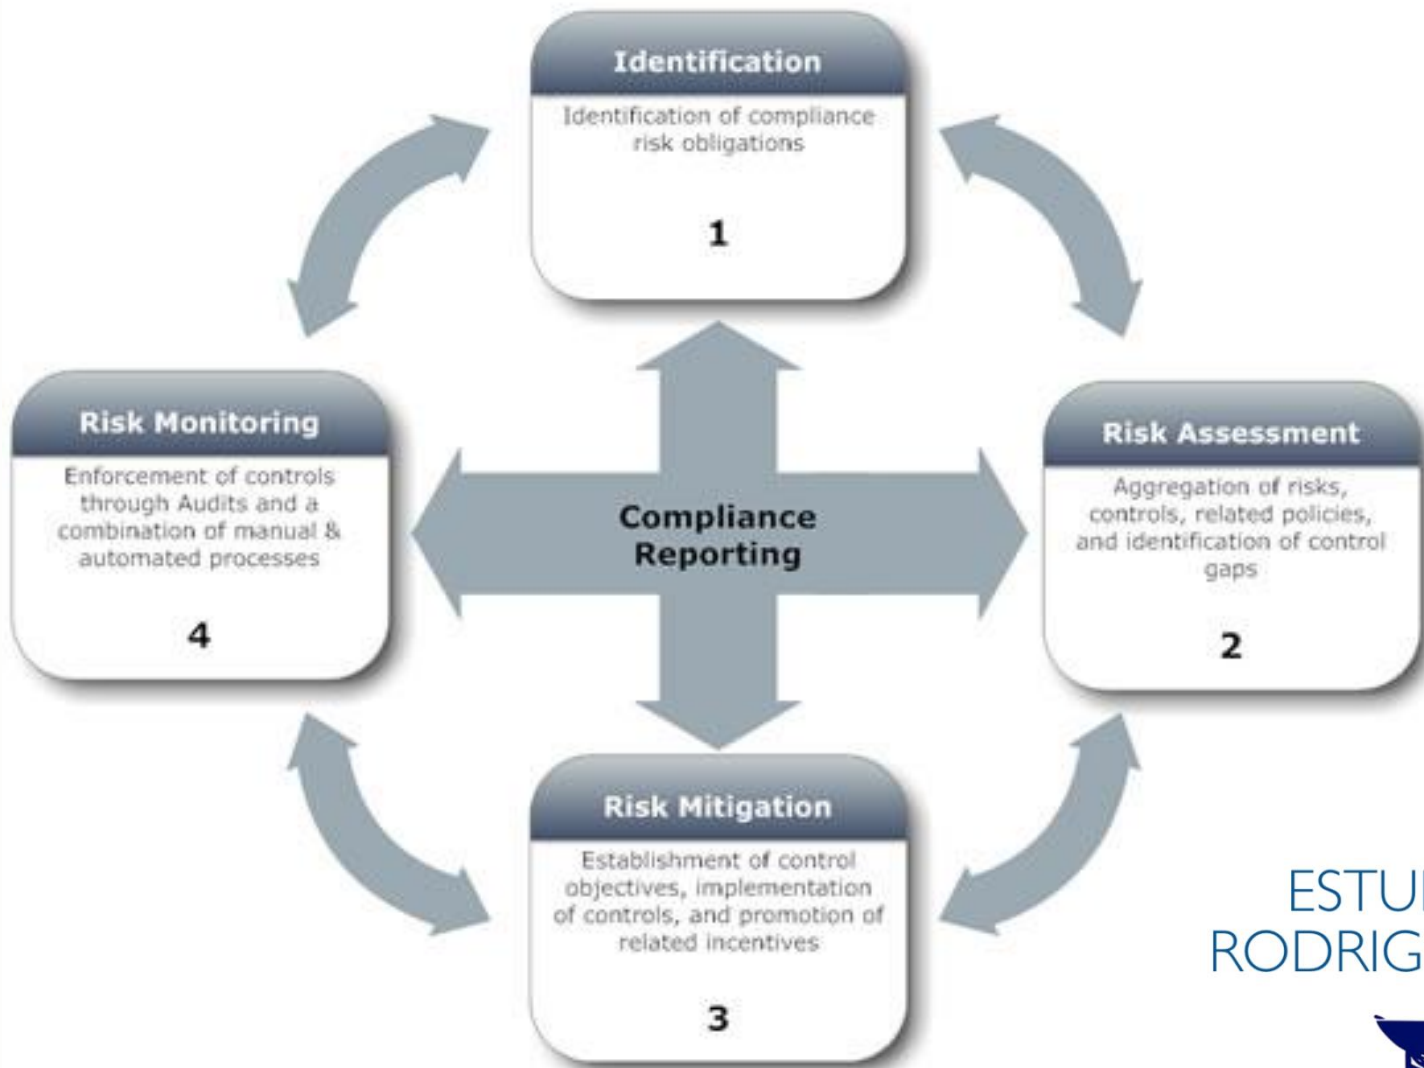 Identification
Identification of compliance
risk obligations
1
Risk Monitoring
Enforcement of controls
through Audits and a
combination of manual &
automated processes
4
Compliance
Reporting
Risk Assessment
Aggregation of risks,
controls, related policies,
and identification of control
gaps
2
Risk Mitigation
Establishment of control
objectives, implementation
of controls, and promotion of
related incentives
3